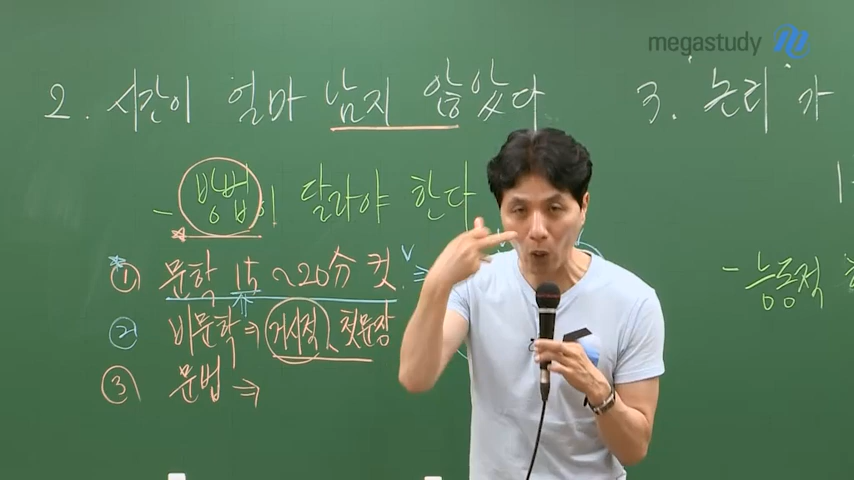 megastudy
2. 시간이 얼마 남지 않았다
3. 논리가
- 방법이 달라야 한다
① 문학 15~20分 컷
② 비문학 ⇒ 거시적, 첫문장
- 능동적
③ 문법 ⇒